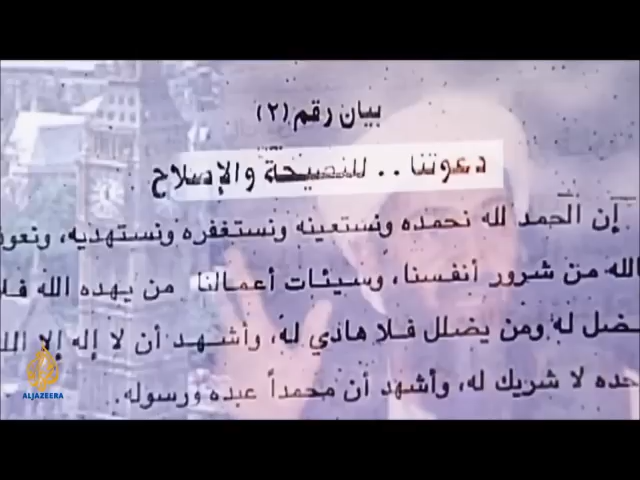 بيان رقم (٢)
دعوتنا . . للنصيحة والإصلاح
إن الحمد لله نحمده ونستعينه ونستغفره ونستهديه، ونعوذ
الله من شرور أنفسنا، وسيئات أعمالنا من يهده الله فلا
ضل له ومن يضلل فلا هادي له، وأشهد أن لا إله إلا الله
حده لا شريك له، وأشهد أن محمداً عبده ورسوله.
ALJAZEERA